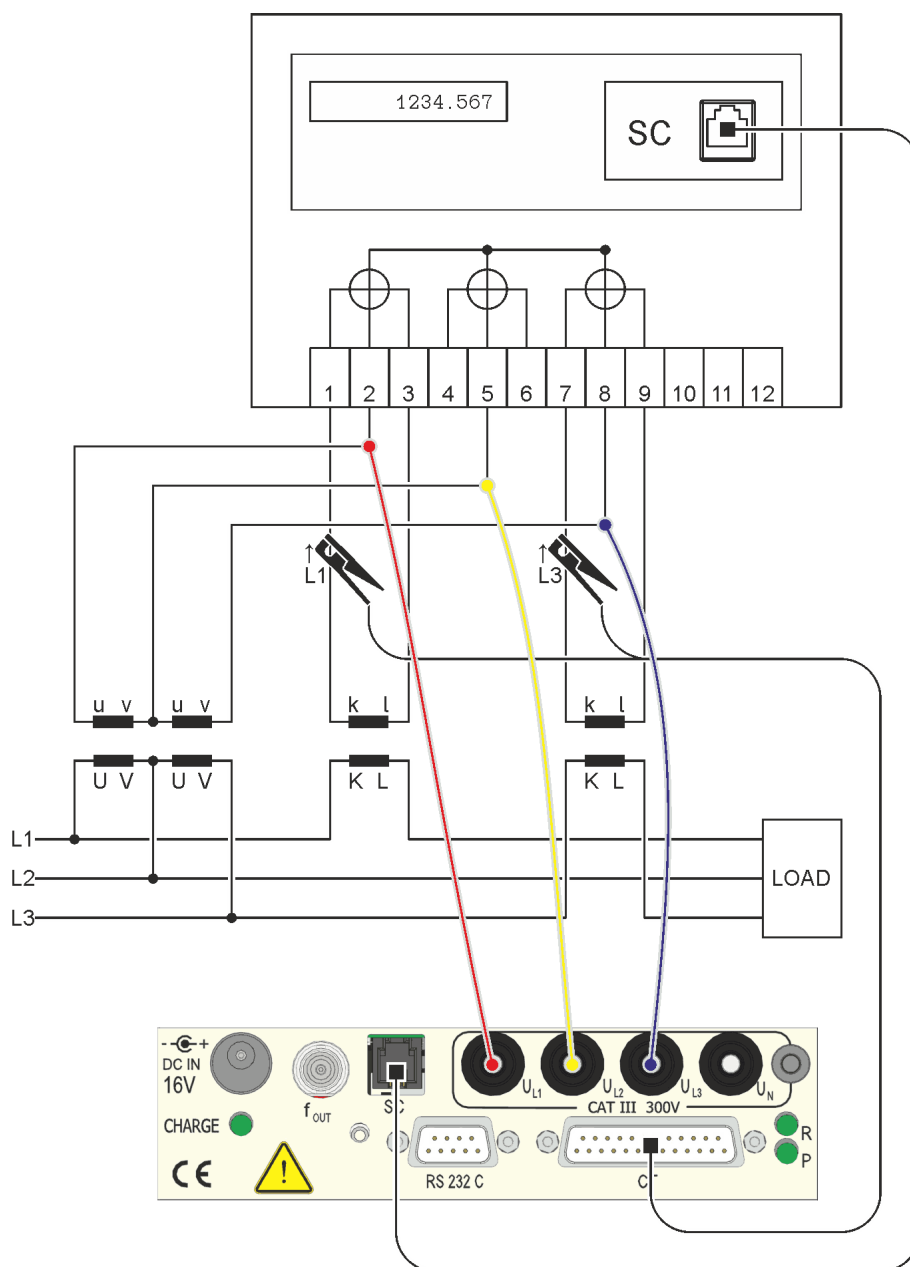 1234.567
SC
1 2 3 4 5 6 7 8 9 10 11 12
↑
L1
↑
L3
u v u v k l k l
U V U V K L K L
L1
L2
L3
LOAD
- +
DC IN
16V
CHARGE
f OUT
SC
UL1 UL2 UL3 UN
CAT III 300V
RS 232 C
R
P
CE
!